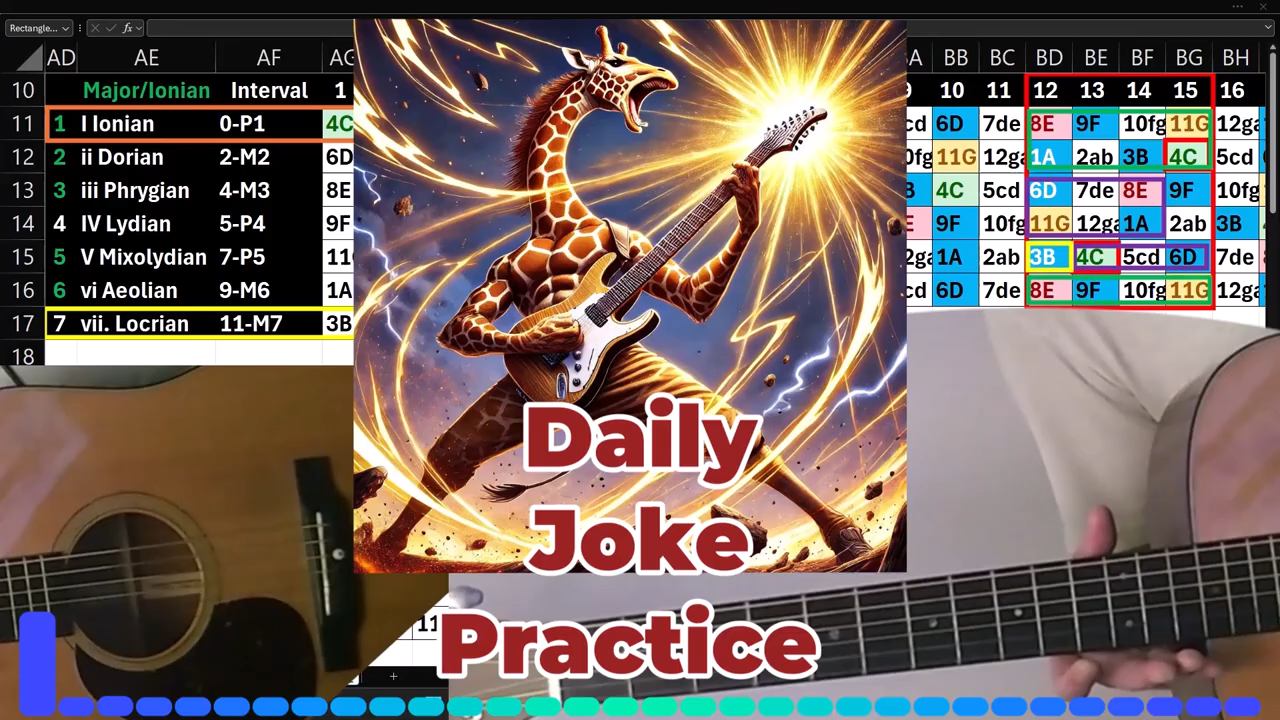 Rectangle...
fx
AD AE AF AG BB BC BD BE BF BG BH
10 Major/Ionian Interval 1 10 11 12 13 14 15 16
11 1 I Ionian 0-P1 4C cd 6D 7de 8E 9F 10fg 11G 12ga
12 2 ii Dorian 2-M2 6D 0fg 11G 12ga 1A 2ab 3B 4C 5cd
13 3 iii Phrygian 4-M3 8E B 4C 5cd 6D 7de 8E 9F 10fg
14 4 IV Lydian 5-P4 9F E 9F 10fg 11G 12ga 1A 2ab 3B
15 5 V Mixolydian 7-P5 11 2ga 1A 2ab 3B 4C 5cd 6D 7de
16 6 vi Aeolian 9-M6 1A cd 6D 7de 8E 9F 10fg 11G 12ga
17 7 vii. Locrian 11-M7 3B
18
Daily
Joke
Practice
11